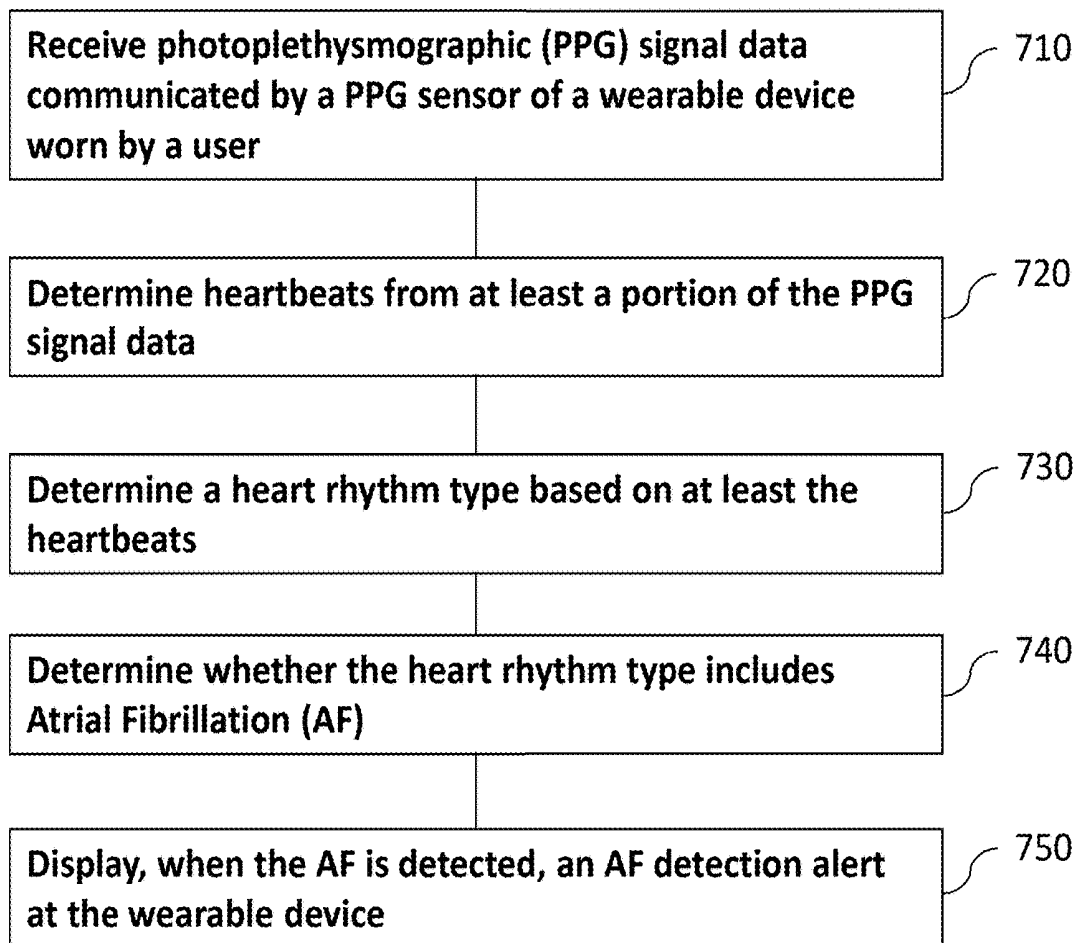 Receive photoplethysmographic (PPG) signal data
communicated by a PPG sensor of a wearable device
worn by a user
710
Determine heartbeats from at least a portion of the PPG
signal data
720
Determine a heart rhythm type based on at least the
heartbeats
730
Determine whether the heart rhythm type includes
Atrial Fibrillation (AF)
740
Display, when the AF is detected, an AF detection alert
at the wearable device
750